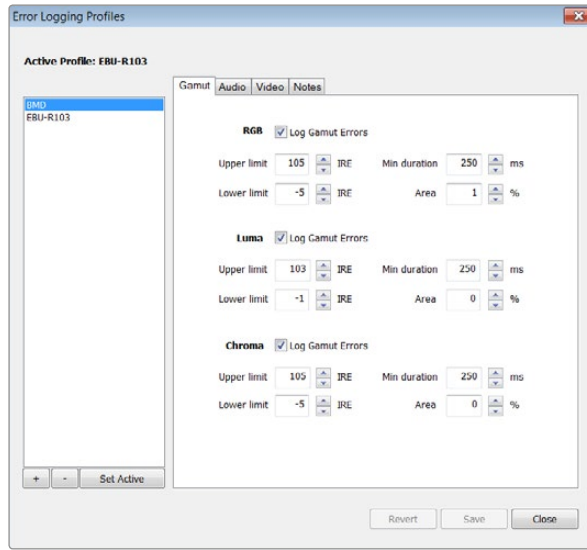 Error Logging Profiles
Active Profile: EBU-R103
BMD
EBU-R103
+ - Set Active
Gamut Audio Video Notes
RGB Log Gamut Errors
Upper limit 105 IRE Min duration 250 ms
Lower limit -5 IRE Area 1 %
Luma Log Gamut Errors
Upper limit 103 IRE Min duration 250 ms
Lower limit -1 IRE Area 0 %
Chroma Log Gamut Errors
Upper limit 105 IRE Min duration 250 ms
Lower limit -5 IRE Area 0 %
Revert Save Close